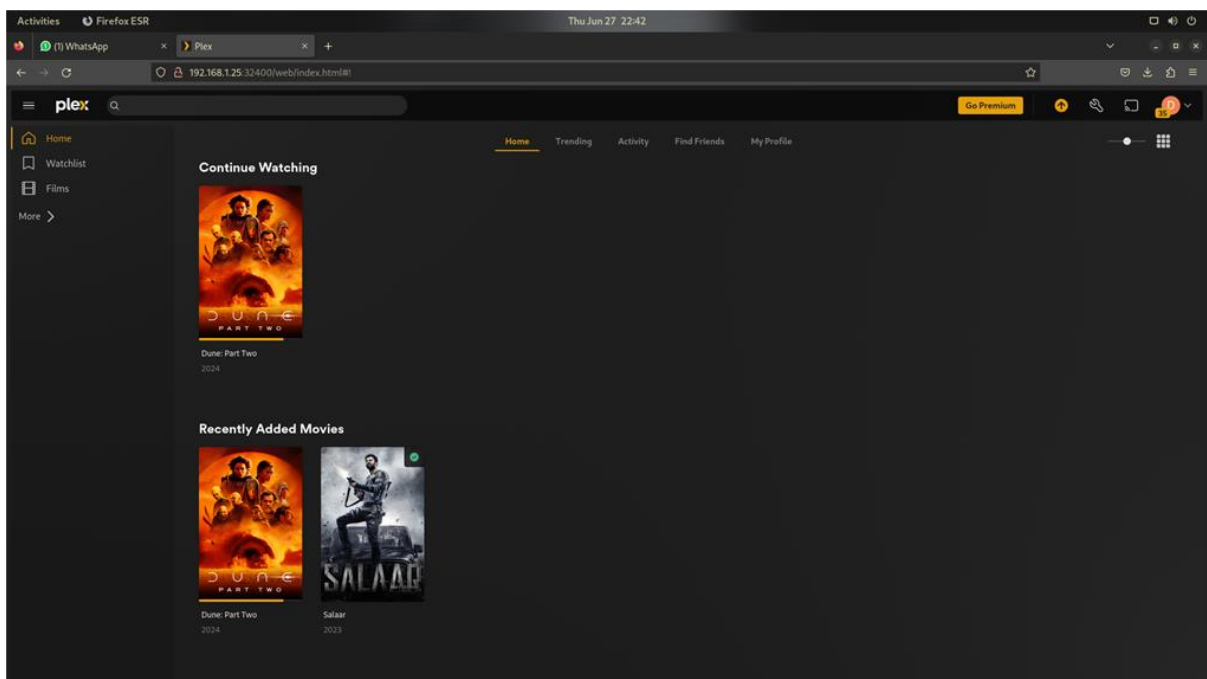 Activities Firefox ESR Thu Jun 27 22:42
(1) WhatsApp × Plex × +
192.168.1.25:32400/web/index.html#!
plex Go Premium 35 D
Home Home Trending Activity Find Friends My Profile
Watchlist
Continue Watching
Films
More
DUNE
PART TWO
Dune: Part Two
2024
Recently Added Movies
DUNE SALAAR
PART TWO
Dune: Part Two Salaar
2024 2023